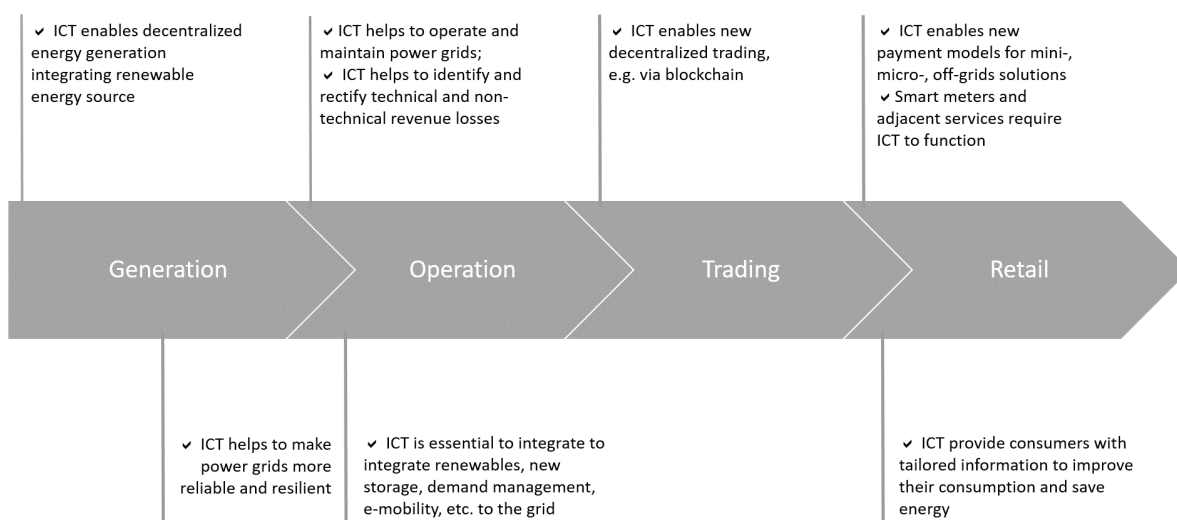 ✓ ICT enables decentralized
energy generation
integrating renewable
energy source
✓ ICT helps to operate and
maintain power grids;
✓ ICT helps to identify and
rectify technical and non-
technical revenue losses
✓ ICT enables new
decentralized trading,
e.g. via blockchain
✓ ICT enables new
payment models for mini-,
micro-, off-grids solutions
✓ Smart meters and
adjacent services require
ICT to function
Generation
Operation
Trading
Retail
✓ ICT helps to make
power grids more
reliable and resilient
✓ ICT is essential to integrate to
integrate renewables, new
storage, demand management,
e-mobility, etc. to the grid
✓ ICT provide consumers with
tailored information to improve
their consumption and save
energy